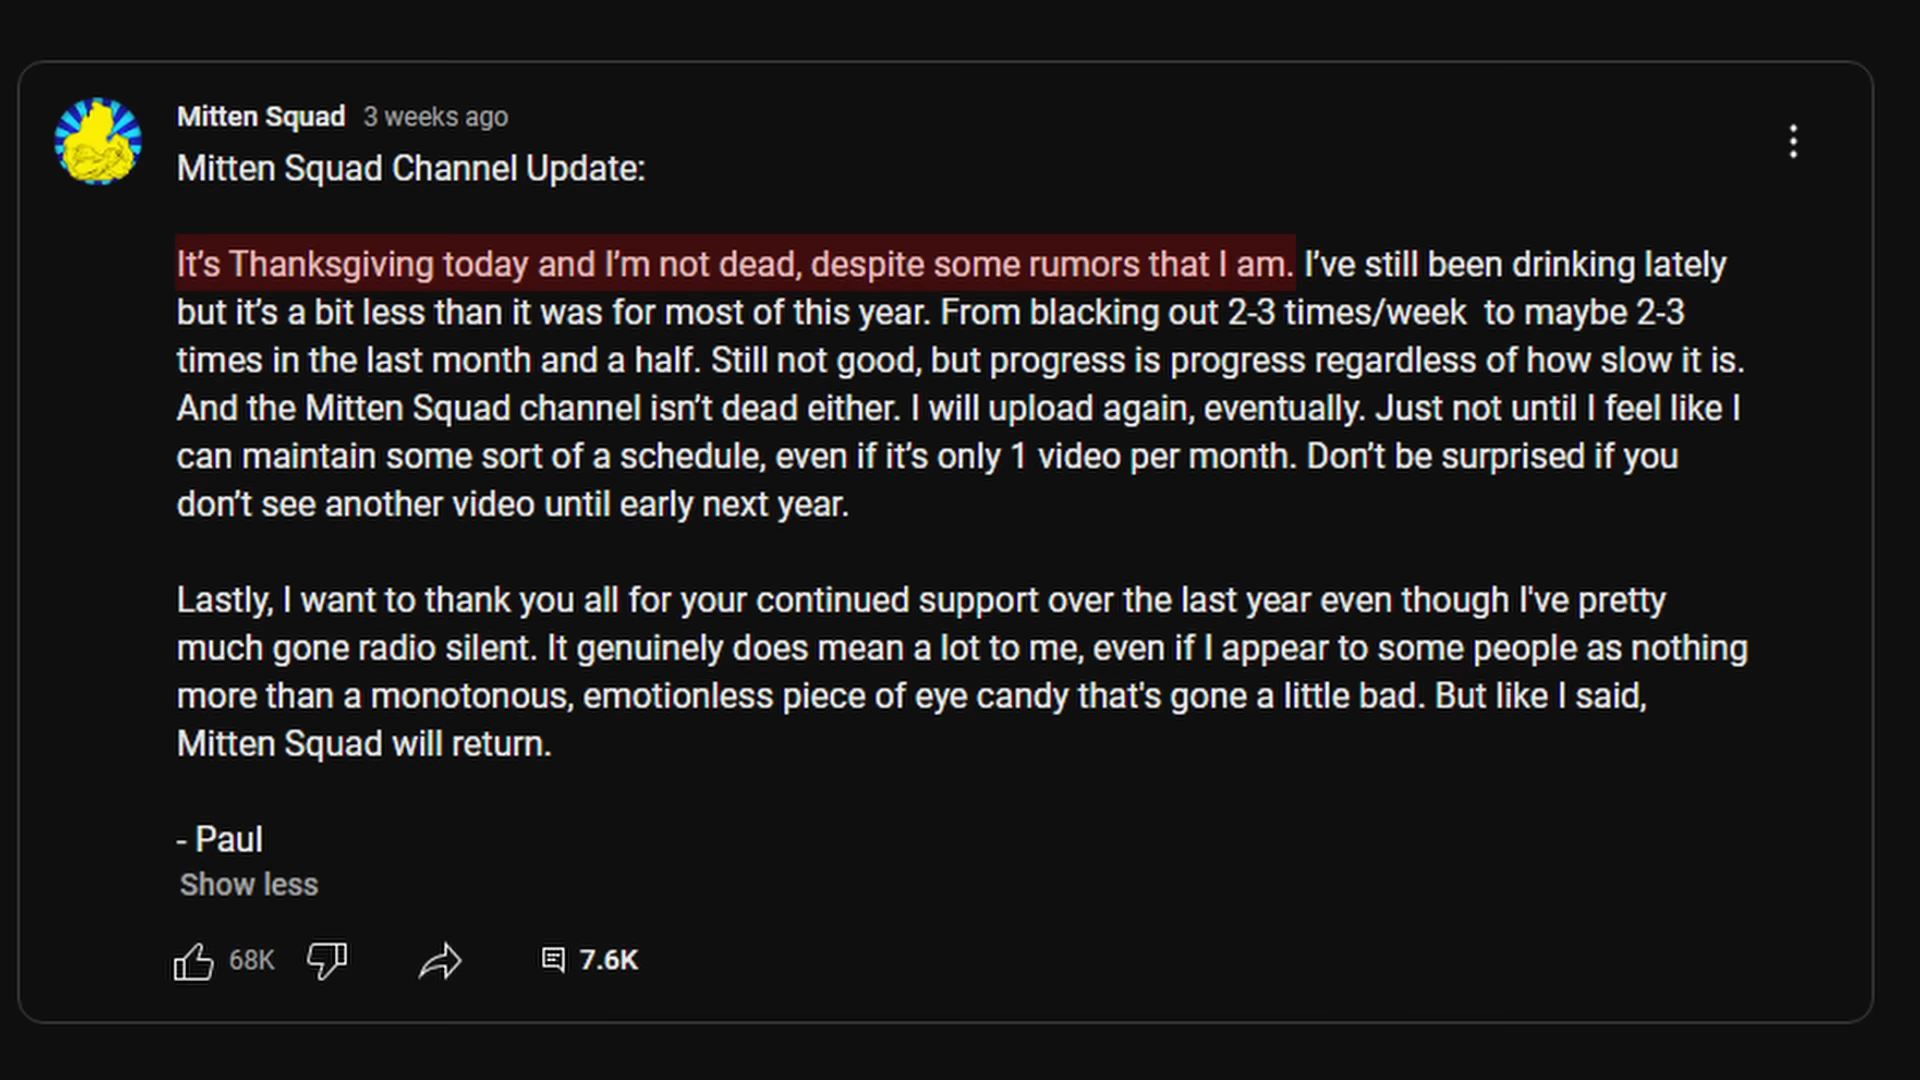 Mitten Squad 3 weeks ago
Mitten Squad Channel Update:
It’s Thanksgiving today and I’m not dead, despite some rumors that I am. I’ve still been drinking lately
but it’s a bit less than it was for most of this year. From blacking out 2-3 times/week  to maybe 2-3
times in the last month and a half. Still not good, but progress is progress regardless of how slow it is.
And the Mitten Squad channel isn’t dead either. I will upload again, eventually. Just not until I feel like I
can maintain some sort of a schedule, even if it’s only 1 video per month. Don’t be surprised if you
don’t see another video until early next year.
Lastly, I want to thank you all for your continued support over the last year even though I've pretty
much gone radio silent. It genuinely does mean a lot to me, even if I appear to some people as nothing
more than a monotonous, emotionless piece of eye candy that's gone a little bad. But like I said,
Mitten Squad will return.
- Paul
Show less
68K 7.6K